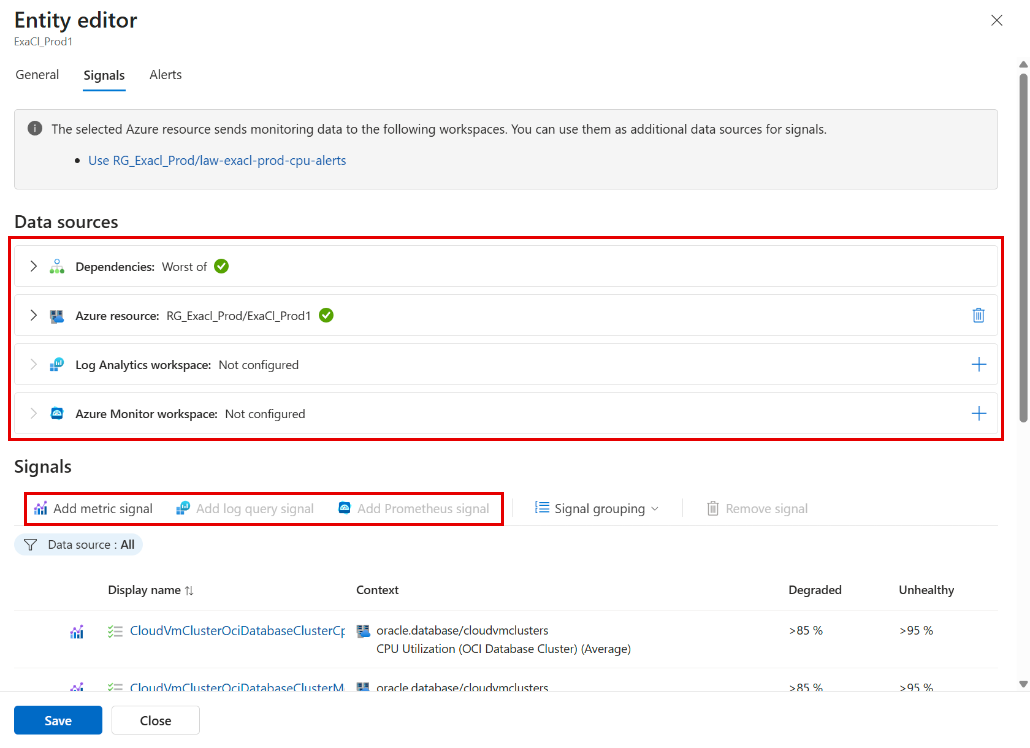 Entity editor
ExaCl_Prod1
General Signals Alerts
The selected Azure resource sends monitoring data to the following workspaces. You can use them as additional data sources for signals.
• Use RG_Exacl_Prod/law-exacl-prod-cpu-alerts
Data sources
Dependencies: Worst of
Azure resource: RG_Exacl_Prod/ExaCl_Prod1
Log Analytics workspace: Not configured
Azure Monitor workspace: Not configured
Signals
Add metric signal Add log query signal Add Prometheus signal Signal grouping Remove signal
Data source : All
Display name Context Degraded Unhealthy
CloudVmClusterOciDatabaseClusterCp oracle.database/cloudvmclusters >85 % >95 %
CPU Utilization (OCI Database Cluster) (Average)
CloudVmClusterOciDatabaseClusterM oracle.database/cloudvmclusters >85 % >95 %
Save Close